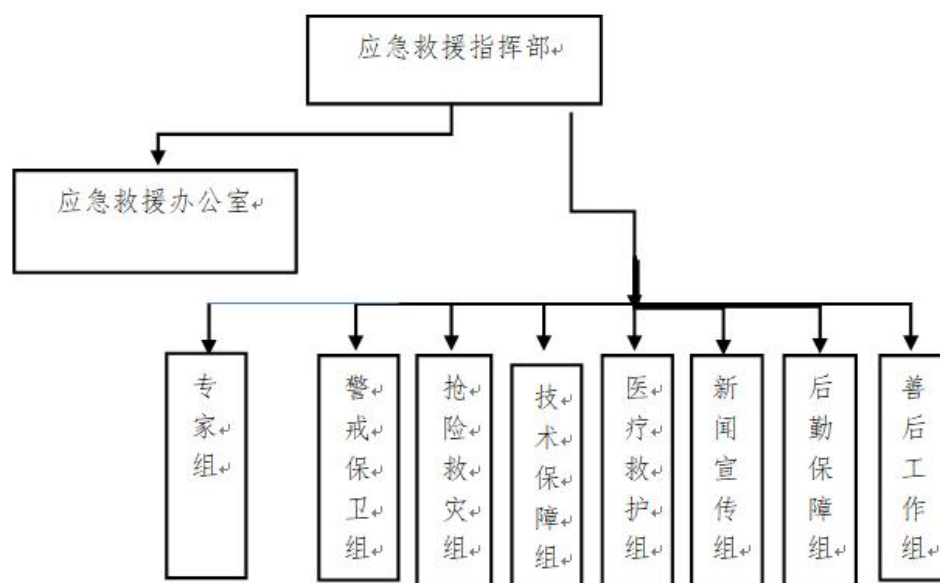 应急救援指挥部
应急救援办公室
专家组
警戒保卫组
抢险救灾组
技术保障组
医疗救护组
新闻宣传组
后勤保障组
善后工作组